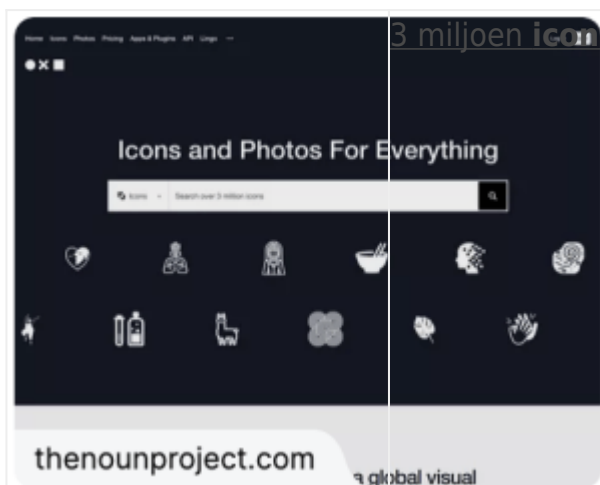 Home Icons Photos Pricing Apps & Plugins API Lingo ···
3 miljoen icon
Icons and Photos For Everything
Icons
Search over 3 million icons
thenounproject.com
a global visual